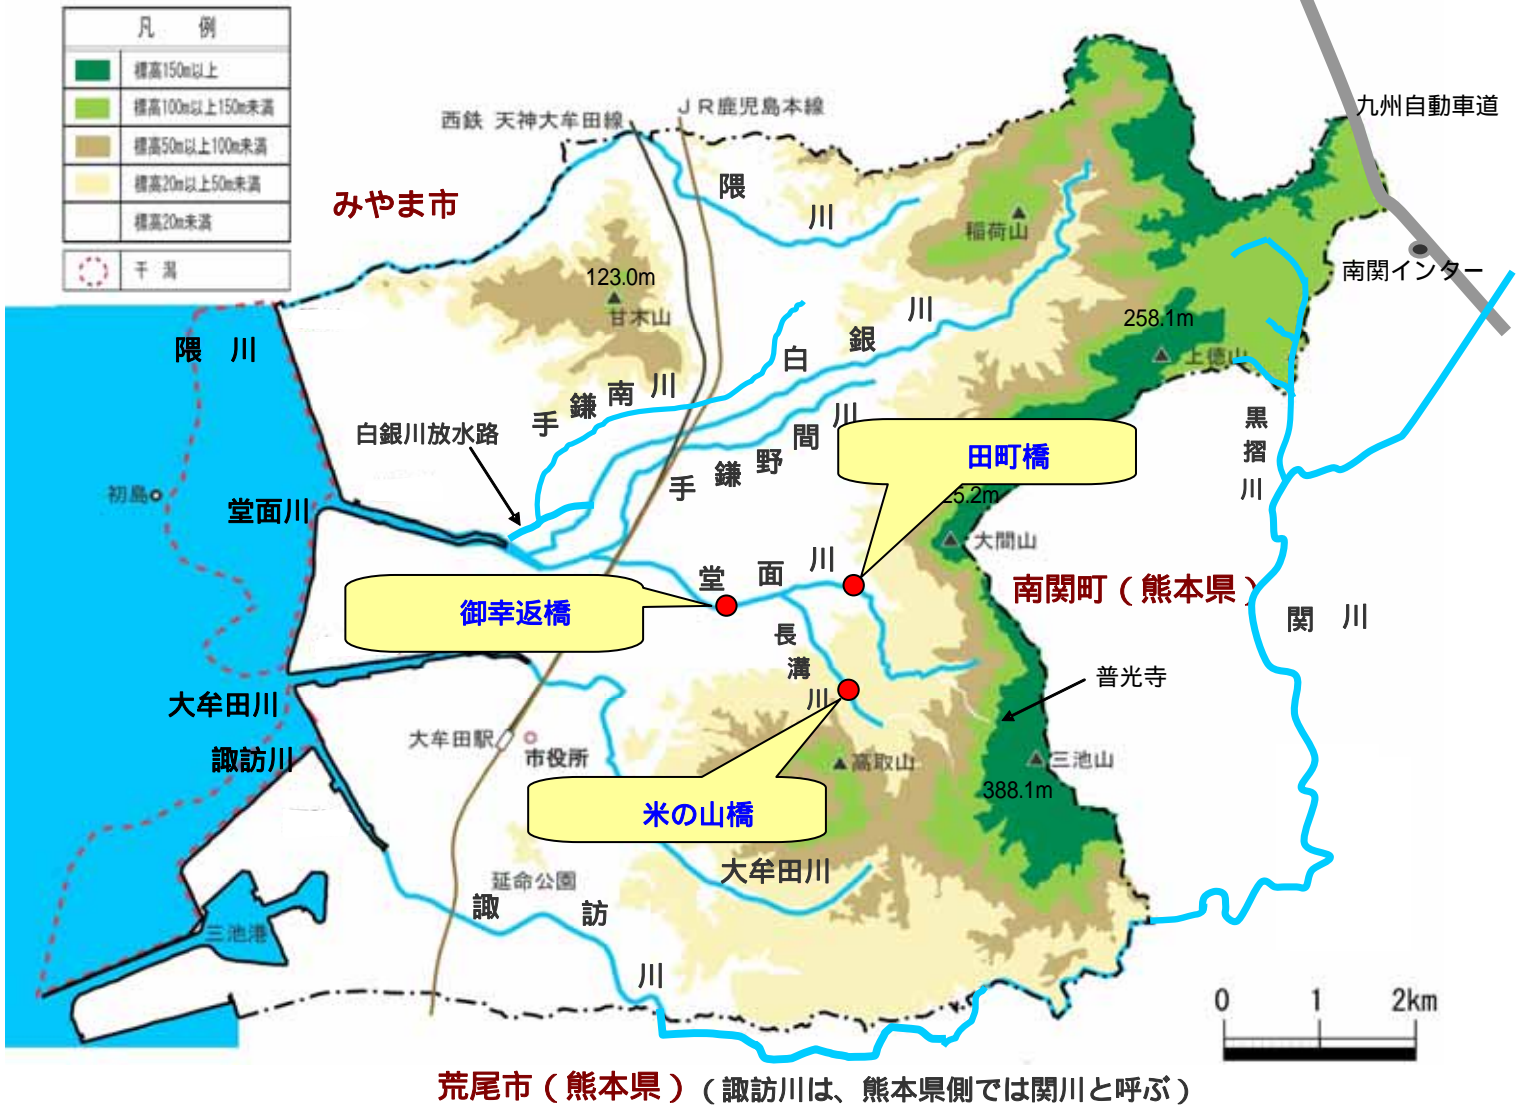 凡　例
標高150m以上
標高100m以上150m未満
標高50m以上100m未満
標高20m以上50m未満
標高20m未満
干 潟
西鉄 天神大牟田線
ＪＲ鹿児島本線
九州自動車道
みやま市
隈川
稲荷山
南関インター
123.0m
甘木山
258.1m
上徳山
隈 川
白銀川
手鎌南川
白銀川放水路
手鎌野間川
黒摺川
田町橋
25.2m
初島
堂面川
大間山
堂面川
御幸返橋
南関町（熊本県）
関 川
長溝川
普光寺
大牟田川
大牟田駅
市役所
諏訪川
高取山
三池山
388.1m
米の山橋
大牟田川
延命公園
諏訪川
三池港
0 1 2km
荒尾市（熊本県）（諏訪川は、熊本県側では関川と呼ぶ）